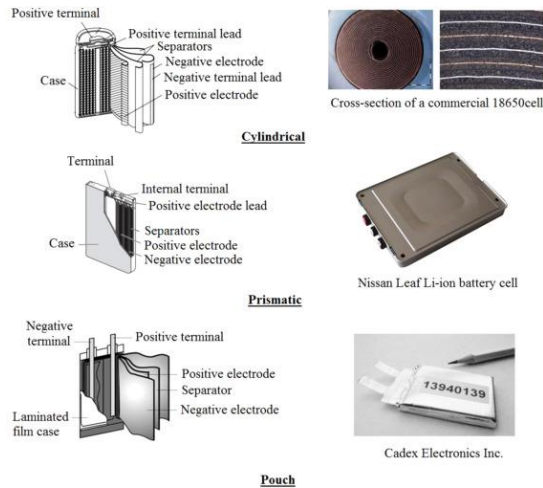 Positive terminal
Positive terminal lead
Separators
Negative electrode
Negative terminal lead
Positive electrode
Case
Cross-section of a commercial 18650cell
Cylindrical
Terminal
Internal terminal
Positive electrode lead
Separators
Positive electrode
Negative electrode
Case
Nissan Leaf Li-ion battery cell
Prismatic
Negative
terminal
Positive terminal
Positive electrode
Separator
Negative electrode
Laminated
film case
13940139
Cadex Electronics Inc.
Pouch